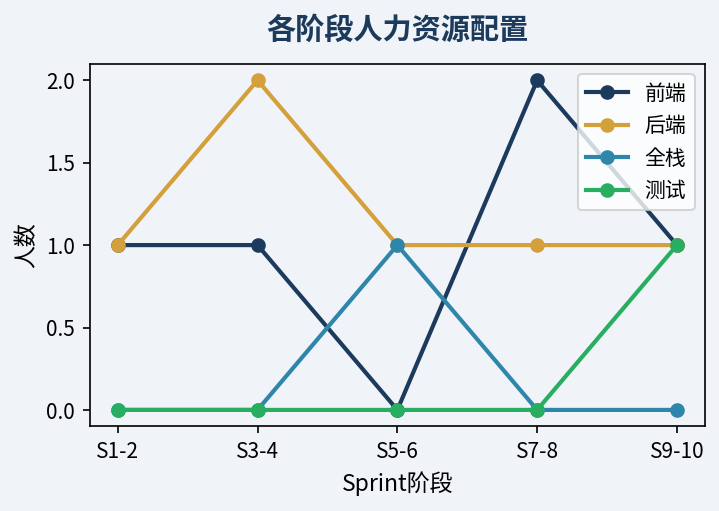 各阶段人力资源配置
人数
2.0
1.5
1.0
0.5
0.0
S1-2
S3-4
S5-6
S7-8
S9-10
Sprint阶段
前端
后端
全栈
测试